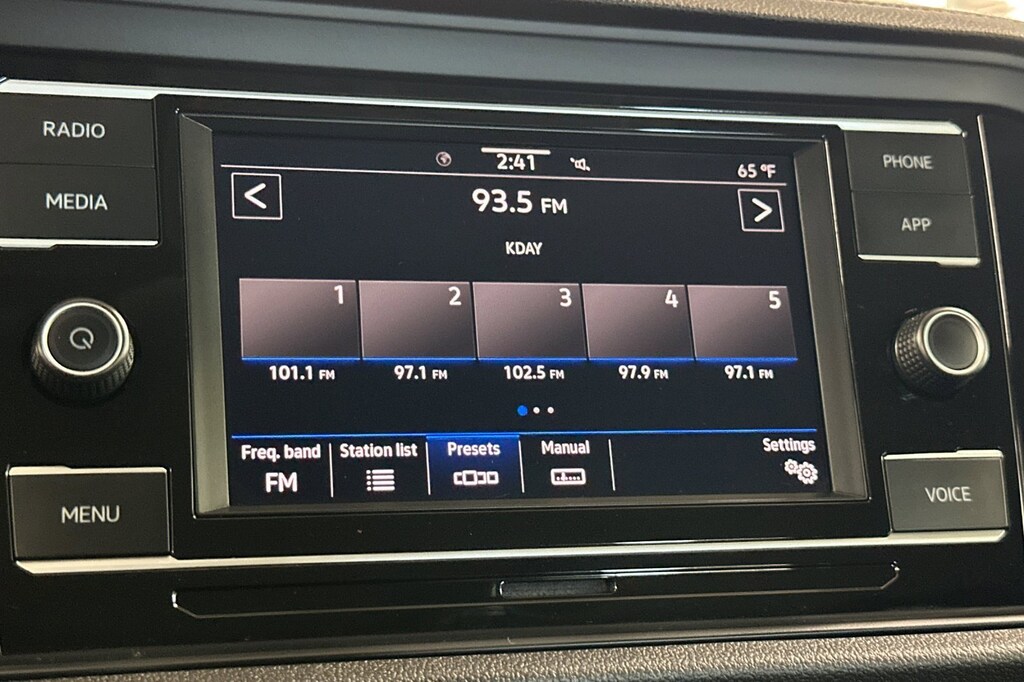 RADIO
MEDIA
MENU
2:41
65 °F
<
93.5 FM
>
KDAY
1
2
3
4
5
101.1 FM
97.1 FM
102.5 FM
97.9 FM
97.1 FM
Freq. band
FM
Station list
Presets
Manual
Settings
PHONE
APP
VOICE